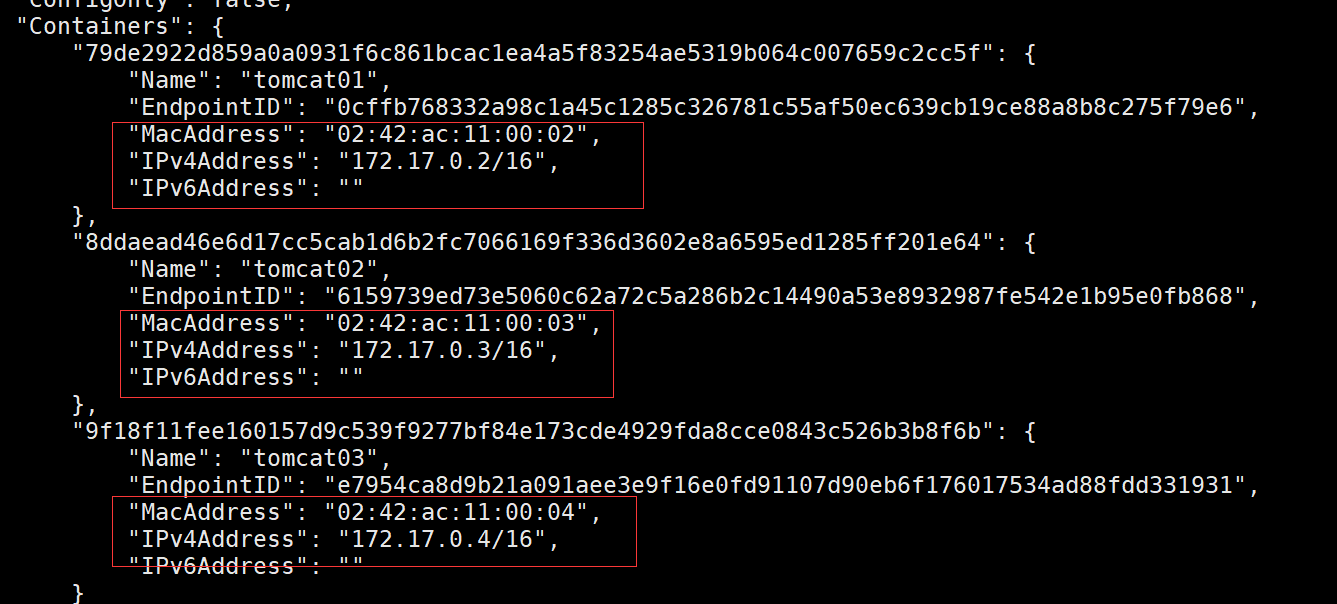 "ConfigOnly": false,
"Containers": {
"79de2922d859a0a0931f6c861bcac1ea4a5f83254ae5319b064c007659c2cc5f": {
"Name": "tomcat01",
"EndpointID": "0cffb768332a98c1a45c1285c326781c55af50ec639cb19ce88a8b8c275f79e6",
"MacAddress": "02:42:ac:11:00:02",
"IPv4Address": "172.17.0.2/16",
"IPv6Address": ""
},
"8ddaead46e6d17cc5cab1d6b2fc7066169f336d3602e8a6595ed1285ff201e64": {
"Name": "tomcat02",
"EndpointID": "6159739ed73e5060c62a72c5a286b2c14490a53e8932987fe542e1b95e0fb868",
"MacAddress": "02:42:ac:11:00:03",
"IPv4Address": "172.17.0.3/16",
"IPv6Address": ""
},
"9f18f11fee160157d9c539f9277bf84e173cde4929fda8cce0843c526b3b8f6b": {
"Name": "tomcat03",
"EndpointID": "e7954ca8d9b21a091aee3e9f16e0fd91107d90eb6f176017534ad88fdd331931",
"MacAddress": "02:42:ac:11:00:04",
"IPv4Address": "172.17.0.4/16",
"IPv6Address": ""
}